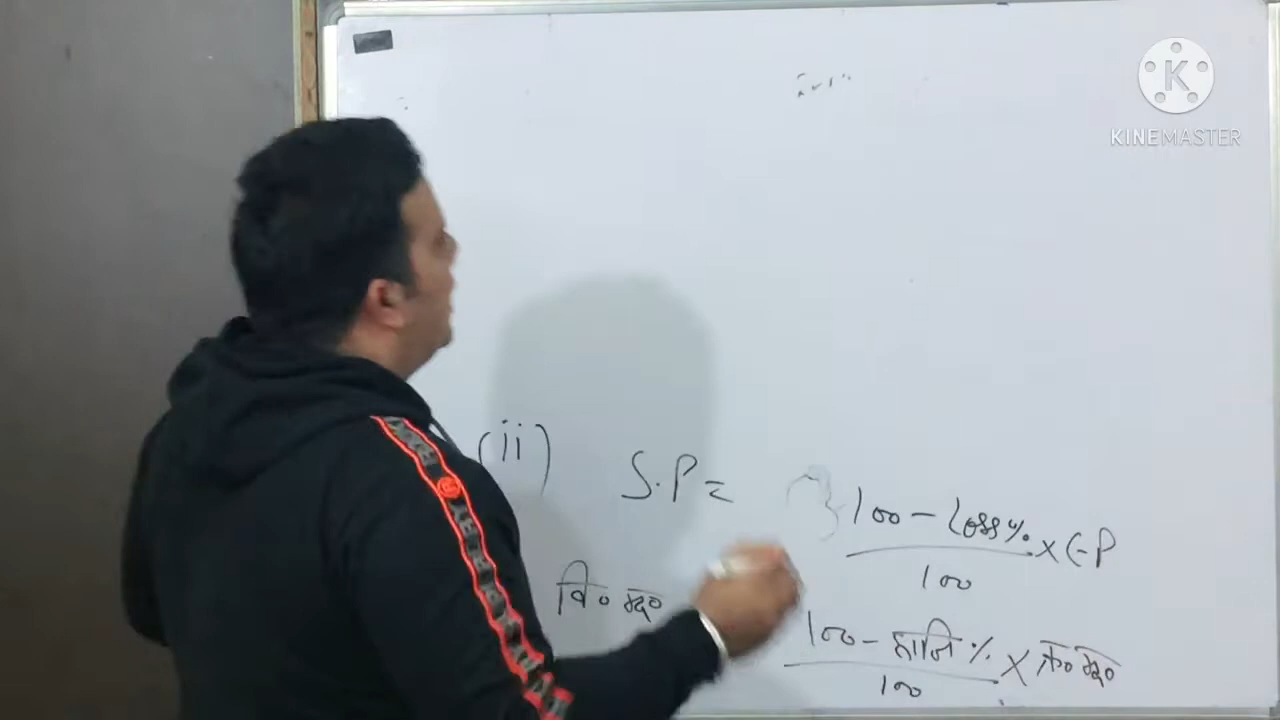 KINEMASTER
(ii) S.P = 100 - Loss% / 100 × C.P
वि० मू० 100 - हानि % / 100 × क्र० मू०